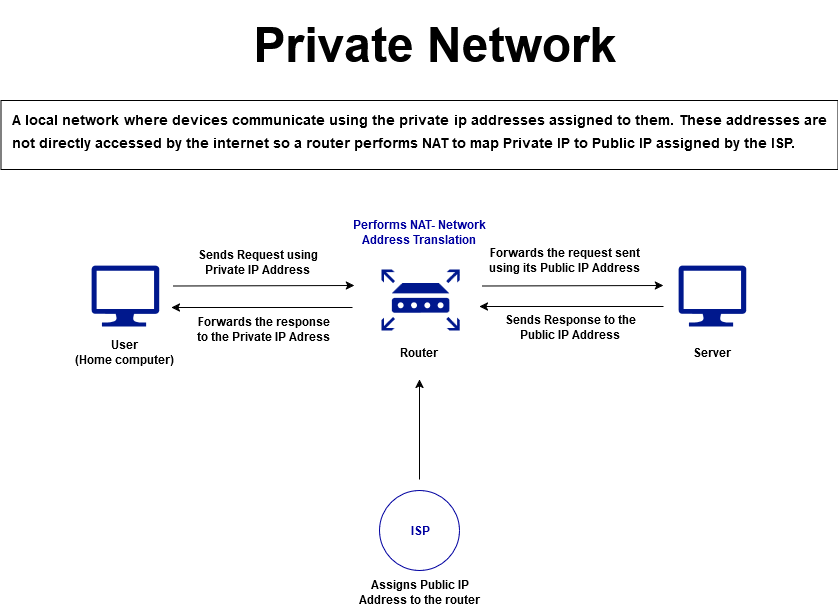 Private Network
A local network where devices communicate using the private ip addresses assigned to them. These addresses are
not directly accessed by the internet so a router performs NAT to map Private IP to Public IP assigned by the ISP.
Performs NAT- Network
Address Translation
Sends Request using
Private IP Address
Forwards the request sent
using its Public IP Address
Forwards the response
to the Private IP Adress
Sends Response to the
Public IP Address
User
(Home computer)
Router
Server
ISP
Assigns Public IP
Address to the router